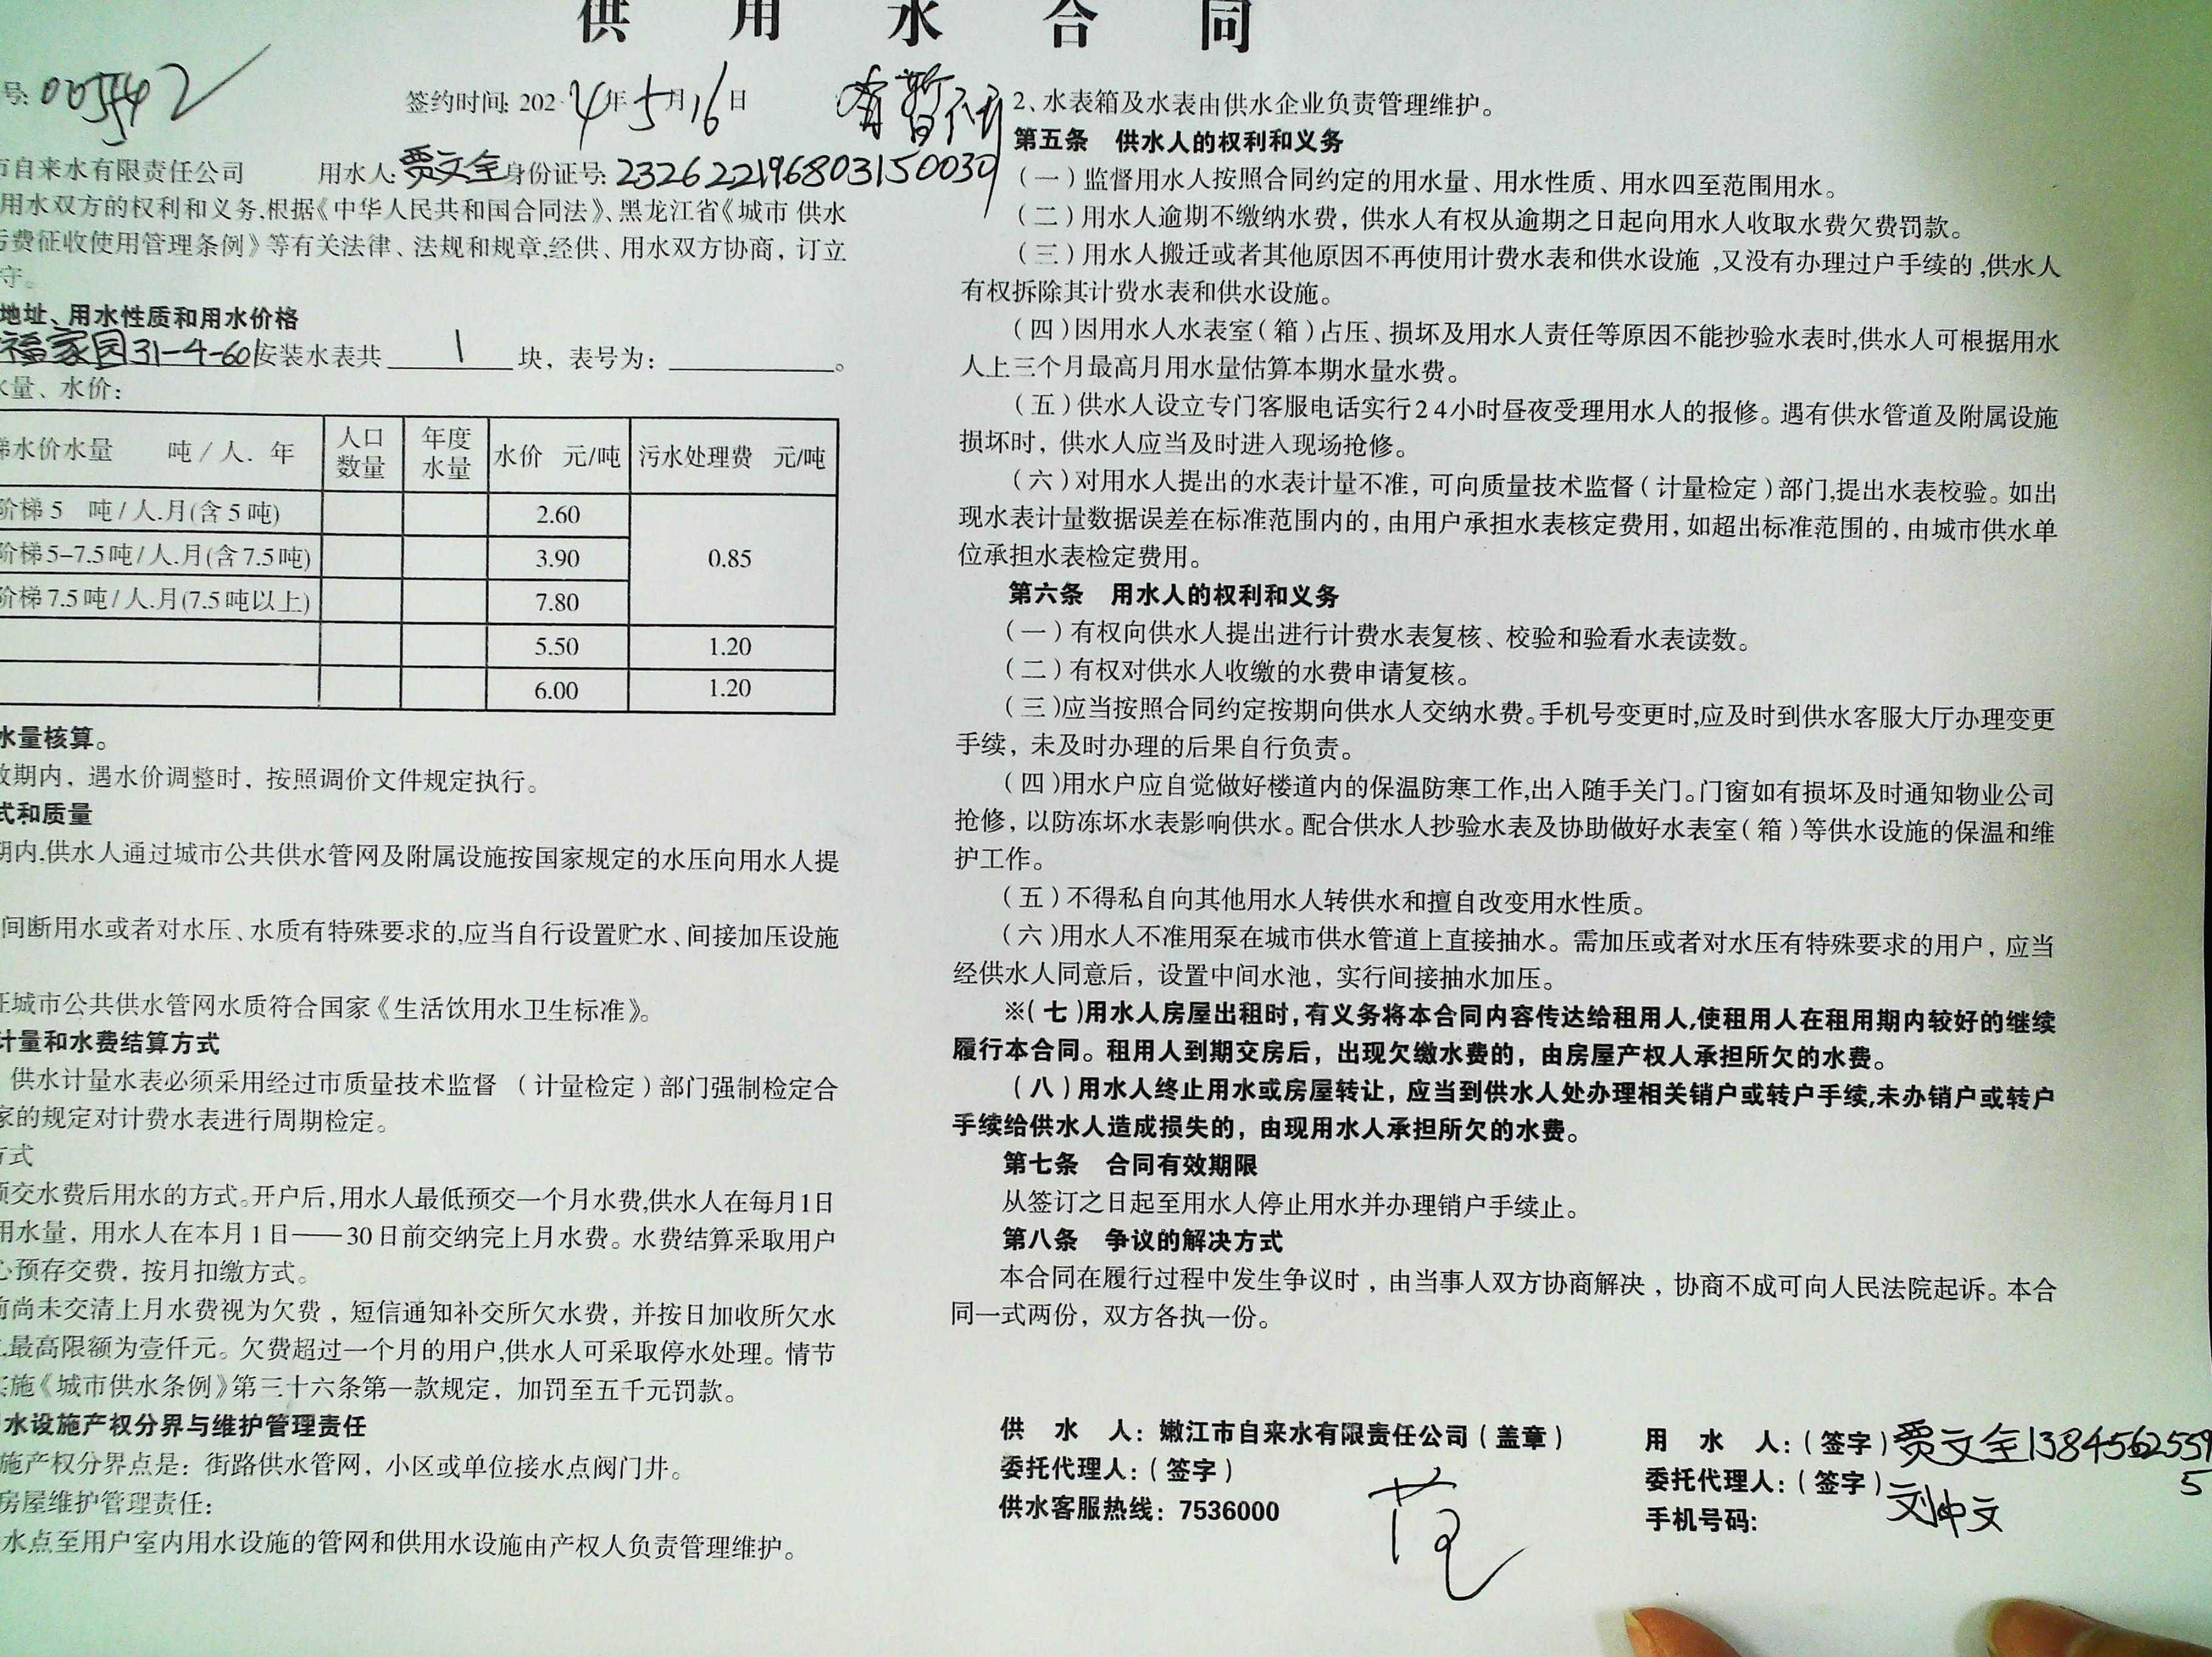 供用水合同
号: 005542
签约时间: 2024年5月16日
市自来水有限责任公司 用水人: 贾文全 身份证号: 232622196803150030
用水双方的权利和义务,根据《中华人民共和国合同法》、黑龙江省《城市 供水
污费征收使用管理条例》等有关法律、法规和规章,经供、用水双方协商，订立
守。
地址、用水性质和用水价格
福家园31-4-601安装水表共 1 块，表号为：。
水量、水价：
梯水价水量 吨/人.年 人口数量 年度水量 水价 元/吨 污水处理费 元/吨
阶梯5 吨/人.月(含5吨) 2.60 0.85
阶梯5-7.5吨/人.月(含7.5吨) 3.90
阶梯7.5吨/人.月(7.5吨以上) 7.80
5.50 1.20
6.00 1.20
水量核算。
效期内，遇水价调整时，按照调价文件规定执行。
式和质量
期内,供水人通过城市公共供水管网及附属设施按国家规定的水压向用水人提
间断用水或者对水压、水质有特殊要求的,应当自行设置贮水、间接加压设施
证城市公共供水管网水质符合国家《生活饮用水卫生标准》。
计量和水费结算方式
供水计量水表必须采用经过市质量技术监督（计量检定）部门强制检定合
家的规定对计费水表进行周期检定。
方式
预交水费后用水的方式。开户后,用水人最低预交一个月水费,供水人在每月1日
用水量，用水人在本月1日——30日前交纳完上月水费。水费结算采取用户
心预存交费，按月扣缴方式。
前尚未交清上月水费视为欠费，短信通知补交所欠水费，并按日加收所欠水
,最高限额为壹仟元。欠费超过一个月的用户,供水人可采取停水处理。情节
实施《城市供水条例》第三十六条第一款规定，加罚至五千元罚款。
水设施产权分界与维护管理责任
施产权分界点是：街路供水管网，小区或单位接水点阀门井。
房屋维护管理责任：
水点至用户室内用水设施的管网和供用水设施由产权人负责管理维护。
2、水表箱及水表由供水企业负责管理维护。
第五条 供水人的权利和义务
（一）监督用水人按照合同约定的用水量、用水性质、用水四至范围用水。
（二）用水人逾期不缴纳水费，供水人有权从逾期之日起向用水人收取水费欠费罚款。
（三）用水人搬迁或者其他原因不再使用计费水表和供水设施,又没有办理过户手续的,供水人
有权拆除其计费水表和供水设施。
（四）因用水人水表室（箱）占压、损坏及用水人责任等原因不能抄验水表时,供水人可根据用水
人上三个月最高月用水量估算本期水量水费。
（五）供水人设立专门客服电话实行24小时昼夜受理用水人的报修。遇有供水管道及附属设施
损坏时，供水人应当及时进入现场抢修。
（六）对用水人提出的水表计量不准，可向质量技术监督（计量检定）部门,提出水表校验。如出
现水表计量数据误差在标准范围内的，由用户承担水表核定费用，如超出标准范围的，由城市供水单
位承担水表检定费用。
第六条 用水人的权利和义务
（一）有权向供水人提出进行计费水表复核、校验和验看水表读数。
（二）有权对供水人收缴的水费申请复核。
（三）应当按照合同约定按期向供水人交纳水费。手机号变更时,应及时到供水客服大厅办理变更
手续，未及时办理的后果自行负责。
（四）用水户应自觉做好楼道内的保温防寒工作,出入随手关门。门窗如有损坏及时通知物业公司
抢修，以防冻坏水表影响供水。配合供水人抄验水表及协助做好水表室（箱）等供水设施的保温和维
护工作。
（五）不得私自向其他用水人转供水和擅自改变用水性质。
（六）用水人不准用泵在城市供水管道上直接抽水。需加压或者对水压有特殊要求的用户，应当
经供水人同意后，设置中间水池，实行间接抽水加压。
※（七）用水人房屋出租时,有义务将本合同内容传达给租用人,使租用人在租用期内较好的继续
履行本合同。租用人到期交房后，出现欠缴水费的，由房屋产权人承担所欠的水费。
（八）用水人终止用水或房屋转让，应当到供水人处办理相关销户或转户手续,未办销户或转户
手续给供水人造成损失的，由现用水人承担所欠的水费。
第七条 合同有效期限
从签订之日起至用水人停止用水并办理销户手续止。
第八条 争议的解决方式
本合同在履行过程中发生争议时，由当事人双方协商解决，协商不成可向人民法院起诉。本合
同一式两份，双方各执一份。
供 水 人：嫩江市自来水有限责任公司（盖章）
委托代理人：（签字）
供水客服热线：7536000
范
用 水 人：（签字）贾文全13845625595
委托代理人：（签字）刘中文
手机号码：